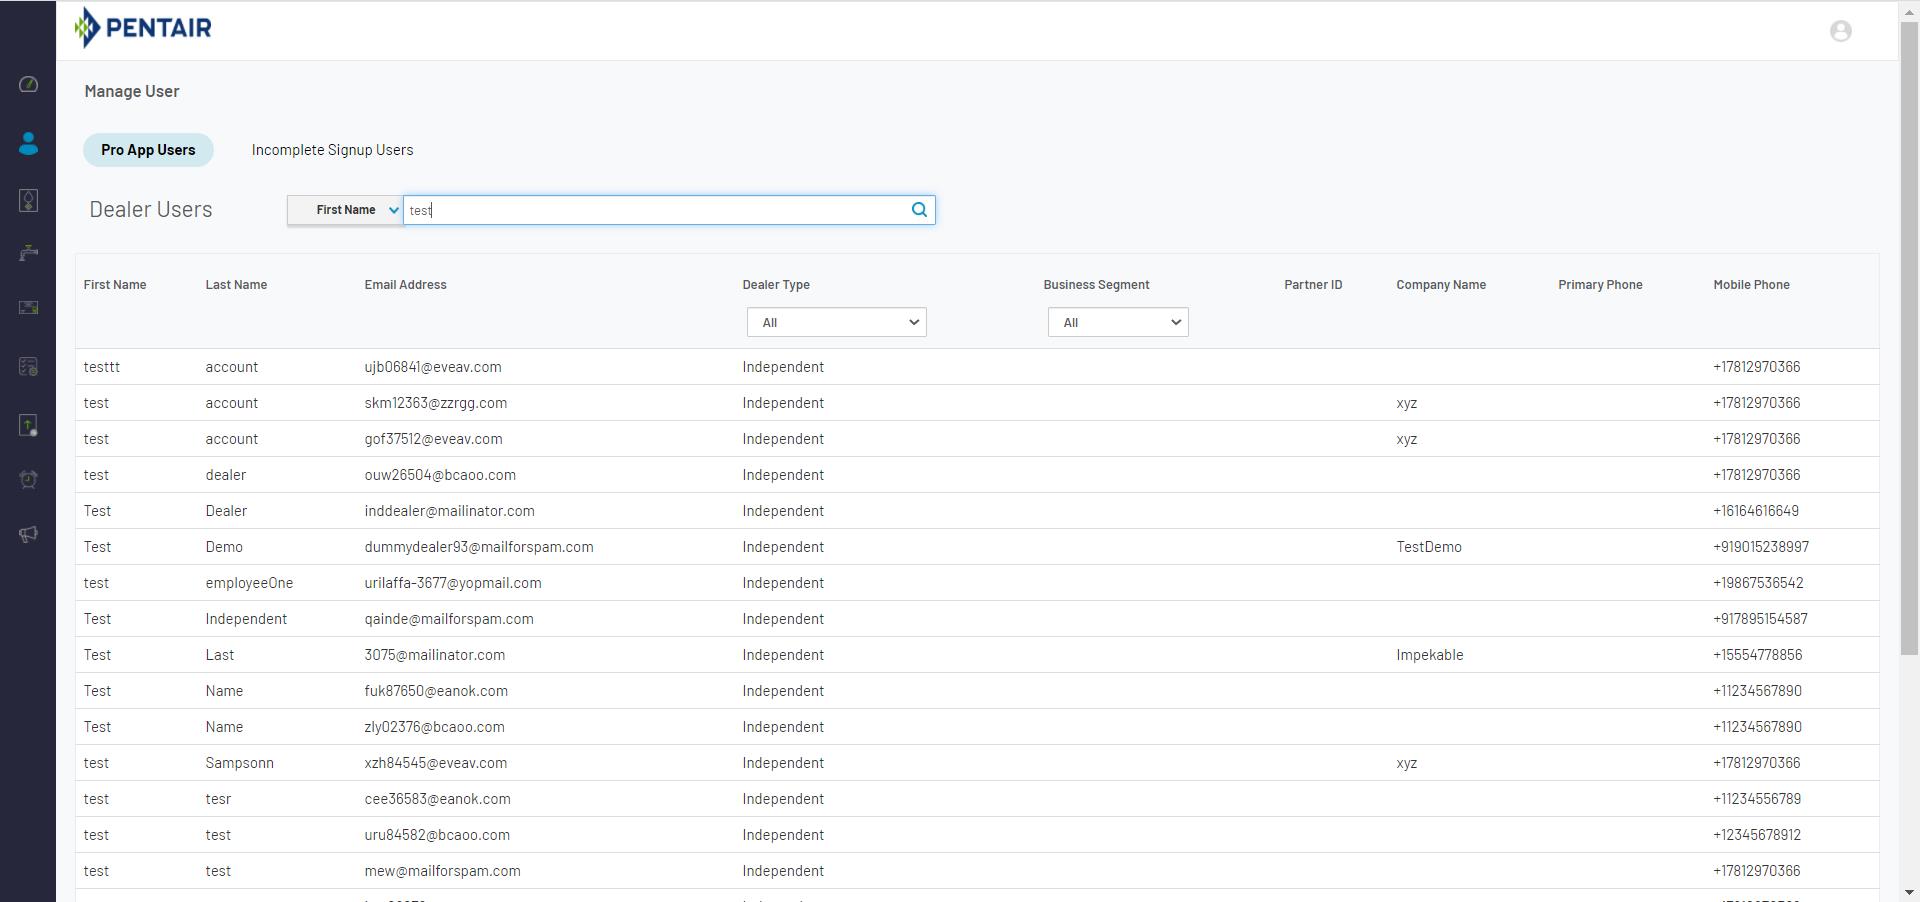 PENTAIR
Manage User
Pro App Users Incomplete Signup Users
Dealer Users First Name test
First Name Last Name Email Address Dealer Type Business Segment Partner ID Company Name Primary Phone Mobile Phone
All All
testtt account ujb06841@eveav.com Independent +17812970366
test account skm12363@zzrgg.com Independent xyz +17812970366
test account gof37512@eveav.com Independent xyz +17812970366
test dealer ouw26504@bcaoo.com Independent +17812970366
Test Dealer inddealer@mailinator.com Independent +16164616649
Test Demo dummydealer93@mailforspam.com Independent TestDemo +919015238997
test employeeOne urilaffa-3677@yopmail.com Independent +19867536542
Test Independent qainde@mailforspam.com Independent +917895154587
Test Last 3075@mailinator.com Independent Impekable +15554778856
Test Name fuk87650@eanok.com Independent +11234567890
Test Name zly02376@bcaoo.com Independent +11234567890
test Sampsonn xzh84545@eveav.com Independent xyz +17812970366
test tesr cee36583@eanok.com Independent +11234556789
test test uru84582@bcaoo.com Independent +12345678912
test test mew@mailforspam.com Independent +17812970366